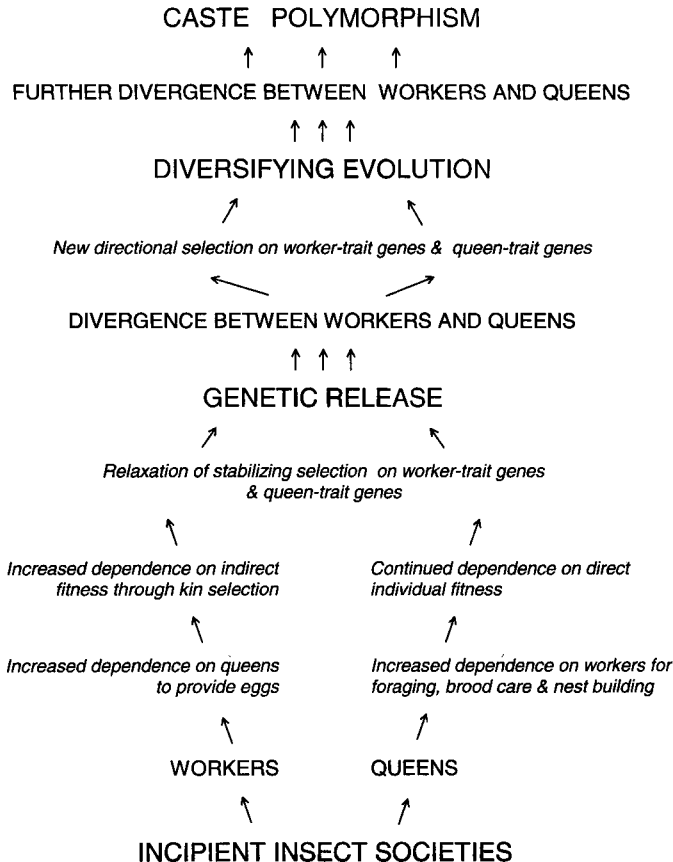 CASTE POLYMORPHISM
FURTHER DIVERGENCE BETWEEN WORKERS AND QUEENS
DIVERSIFYING EVOLUTION
New directional selection on worker-trait genes & queen-trait genes
DIVERGENCE BETWEEN WORKERS AND QUEENS
GENETIC RELEASE
Relaxation of stabilizing selection on worker-trait genes
& queen-trait genes
Increased dependence on indirect
fitness through kin selection
Continued dependence on direct
individual fitness
Increased dependence on queens
to provide eggs
Increased dependence on workers for
foraging, brood care & nest building
WORKERS
QUEENS
INCIPIENT INSECT SOCIETIES